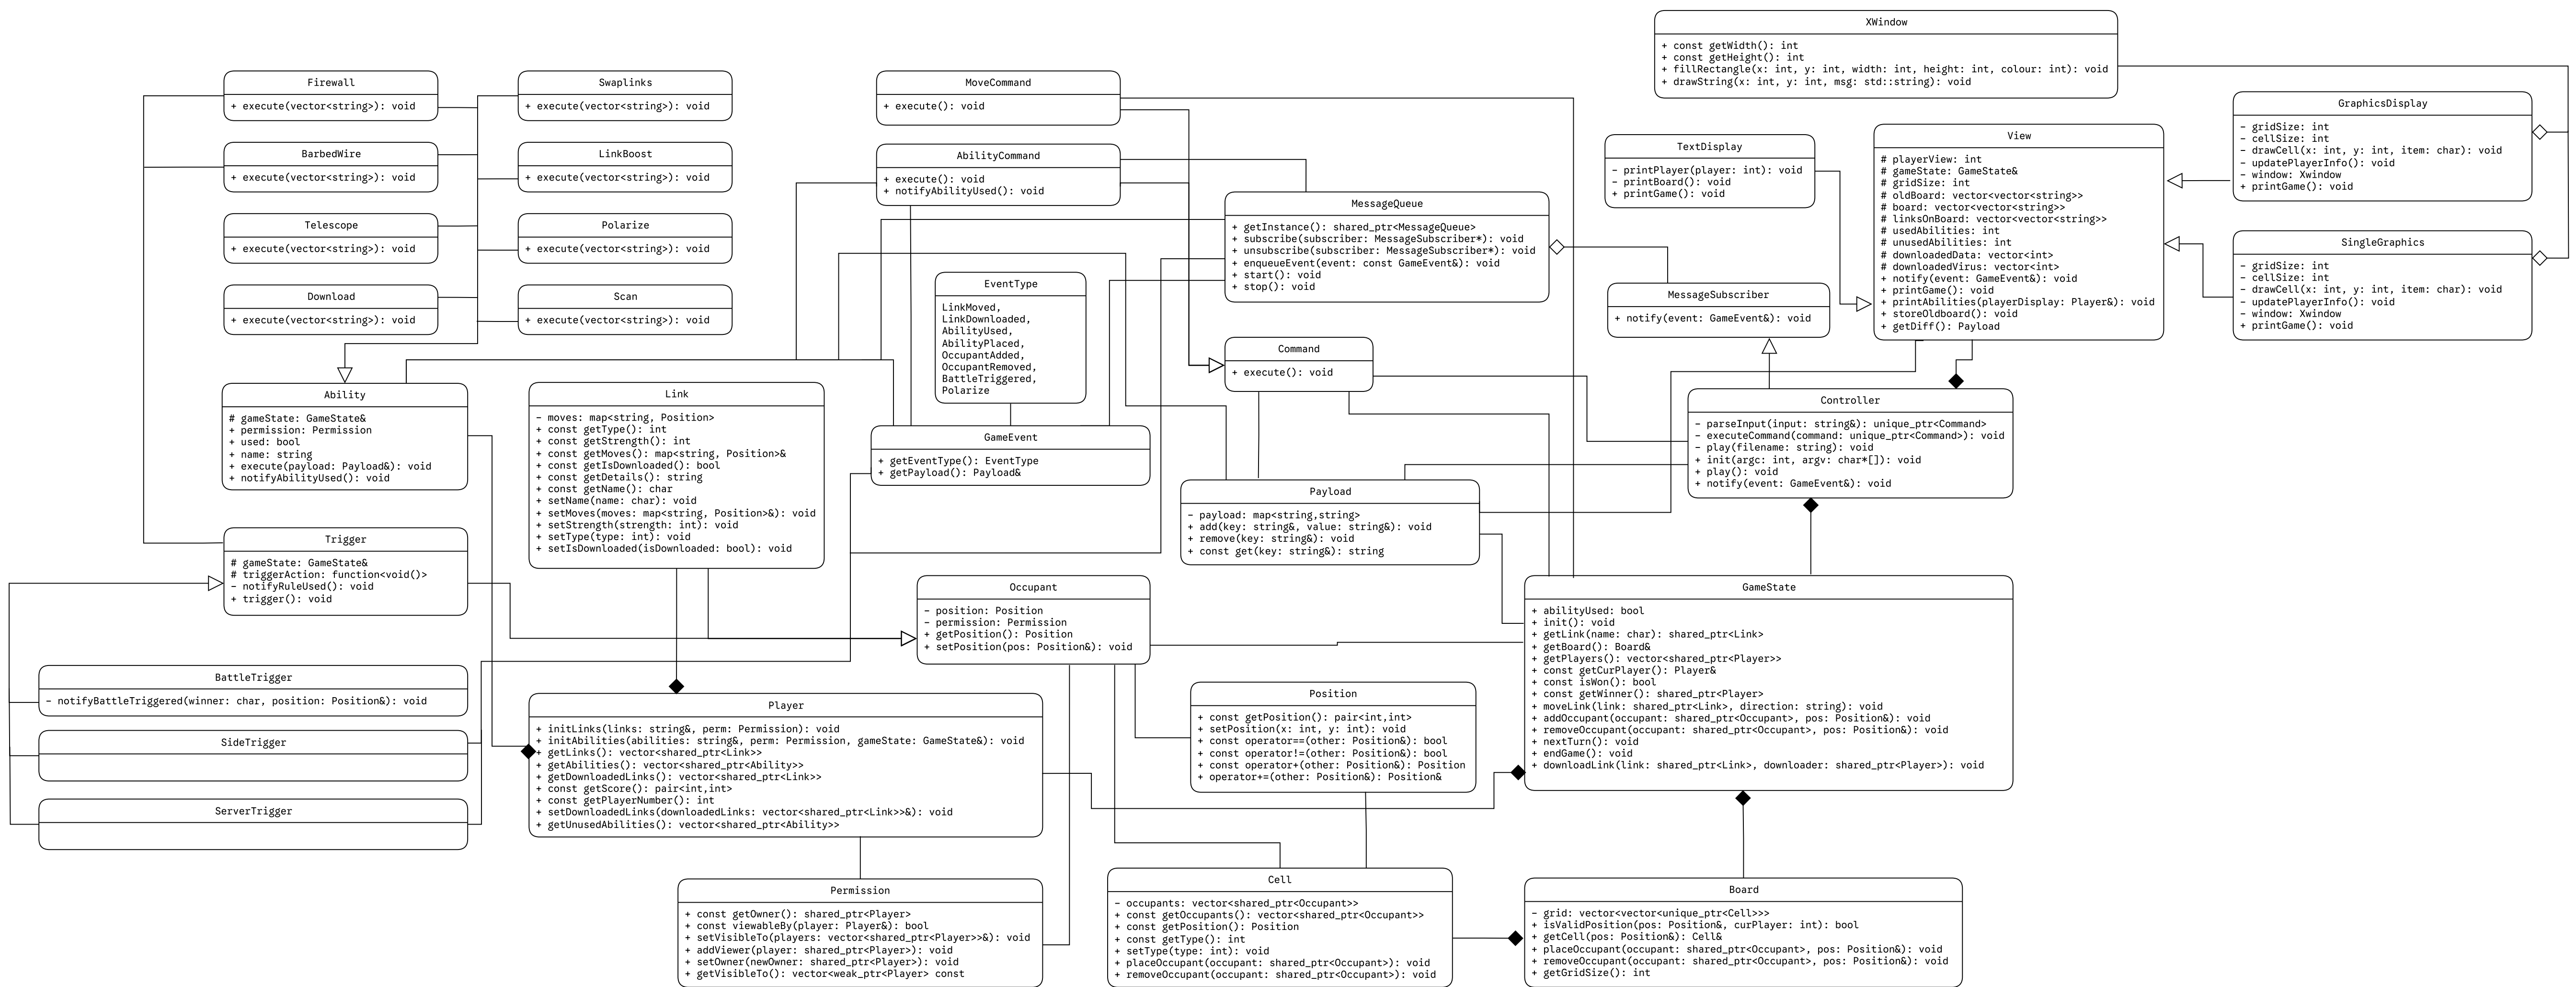 XWindow
+ const getWidth(): int
+ const getHeight(): int
+ fillRectangle(x: int, y: int, width: int, height: int, colour: int): void
+ drawString(x: int, y: int, msg: std::string): void
Firewall
+ execute(vector<string>): void
Swaplinks
+ execute(vector<string>): void
MoveCommand
+ execute(): void
GraphicsDisplay
- gridSize: int
- cellSize: int
- drawCell(x: int, y: int, item: char): void
- updatePlayerInfo(): void
- window: Xwindow
+ printGame(): void
BarbedWire
+ execute(vector<string>): void
LinkBoost
+ execute(vector<string>): void
AbilityCommand
+ execute(): void
+ notifyAbilityUsed(): void
TextDisplay
- printPlayer(player: int): void
- printBoard(): void
+ printGame(): void
View
# playerView: int
# gameState: GameState&
# gridSize: int
# oldBoard: vector<vector<string>>
# board: vector<vector<string>>
# linksOnBoard: vector<vector<string>>
# usedAbilities: int
# unusedAbilities: int
# downloadedData: vector<int>
# downloadedVirus: vector<int>
+ notify(event: GameEvent&): void
+ printGame(): void
+ printAbilities(playerDisplay: Player&): void
+ storeOldboard(): void
+ getDiff(): Payload
MessageQueue
+ getInstance(): shared_ptr<MessageQueue>
+ subscribe(subscriber: MessageSubscriber*): void
+ unsubscribe(subscriber: MessageSubscriber*): void
+ enqueueEvent(event: const GameEvent&): void
+ start(): void
+ stop(): void
Telescope
+ execute(vector<string>): void
Polarize
+ execute(vector<string>): void
SingleGraphics
- gridSize: int
- cellSize: int
- drawCell(x: int, y: int, item: char): void
- updatePlayerInfo(): void
- window: Xwindow
+ printGame(): void
Download
+ execute(vector<string>): void
Scan
+ execute(vector<string>): void
EventType
LinkMoved,
LinkDownloaded,
AbilityUsed,
AbilityPlaced,
OccupantAdded,
OccupantRemoved,
BattleTriggered,
Polarize
MessageSubscriber
+ notify(event: GameEvent&): void
Command
+ execute(): void
Ability
# gameState: GameState&
+ permission: Permission
+ used: bool
+ name: string
+ execute(payload: Payload&): void
+ notifyAbilityUsed(): void
Link
- moves: map<string, Position>
+ const getType(): int
+ const getStrength(): int
+ const getMoves(): map<string, Position>&
+ const getIsDownloaded(): bool
+ const getDetails(): string
+ const getName(): char
+ setName(name: char): void
+ setMoves(moves: map<string, Position>&): void
+ setStrength(strength: int): void
+ setType(type: int): void
+ setIsDownloaded(isDownloaded: bool): void
GameEvent
+ getEventType(): EventType
+ getPayload(): Payload&
Controller
- parseInput(input: string&): unique_ptr<Command>
- executeCommand(command: unique_ptr<Command>): void
- play(filename: string): void
+ init(argc: int, argv: char*[]): void
+ play(): void
+ notify(event: GameEvent&): void
Payload
- payload: map<string,string>
+ add(key: string&, value: string&): void
+ remove(key: string&): void
+ const get(key: string&): string
Trigger
# gameState: GameState&
# triggerAction: function<void()>
- notifyRuleUsed(): void
+ trigger(): void
Occupant
- position: Position
- permission: Permission
+ getPosition(): Position
+ setPosition(pos: Position&): void
GameState
+ abilityUsed: bool
+ init(): void
+ getLink(name: char): shared_ptr<Link>
+ getBoard(): Board&
+ getPlayers(): vector<shared_ptr<Player>>
+ const getCurPlayer(): Player&
+ const isWon(): bool
+ const getWinner(): shared_ptr<Player>
+ moveLink(link: shared_ptr<Link>, direction: string): void
+ addOccupant(occupant: shared_ptr<Occupant>, pos: Position&): void
+ removeOccupant(occupant: shared_ptr<Occupant>, pos: Position&): void
+ nextTurn(): void
+ endGame(): void
+ downloadLink(link: shared_ptr<Link>, downloader: shared_ptr<Player>): void
BattleTrigger
- notifyBattleTriggered(winner: char, position: Position&): void
SideTrigger
ServerTrigger
Player
+ initLinks(links: string&, perm: Permission): void
+ initAbilities(abilities: string&, perm: Permission, gameState: GameState&): void
+ getLinks(): vector<shared_ptr<Link>>
+ getAbilities(): vector<shared_ptr<Ability>>
+ getDownloadedLinks(): vector<shared_ptr<Link>>
+ const getScore(): pair<int,int>
+ const getPlayerNumber(): int
+ setDownloadedLinks(downloadedLinks: vector<shared_ptr<Link>>&): void
+ getUnusedAbilities(): vector<shared_ptr<Ability>>
Position
+ const getPosition(): pair<int,int>
+ setPosition(x: int, y: int): void
+ const operator==(other: Position&): bool
+ const operator!=(other: Position&): bool
+ const operator+(other: Position&): Position
+ operator+=(other: Position&): Position&
Permission
+ const getOwner(): shared_ptr<Player>
+ const viewableBy(player: Player&): bool
+ setVisibleTo(players: vector<shared_ptr<Player>>&): void
+ addViewer(player: shared_ptr<Player>): void
+ setOwner(newOwner: shared_ptr<Player>): void
+ getVisibleTo(): vector<weak_ptr<Player> const
Cell
- occupants: vector<shared_ptr<Occupant>>
+ const getOccupants(): vector<shared_ptr<Occupant>>
+ const getPosition(): Position
+ const getType(): int
+ setType(type: int): void
+ placeOccupant(occupant: shared_ptr<Occupant>): void
+ removeOccupant(occupant: shared_ptr<Occupant>): void
Board
- grid: vector<vector<unique_ptr<Cell>>>
+ isValidPosition(pos: Position&, curPlayer: int): bool
+ getCell(pos: Position&): Cell&
+ placeOccupant(occupant: shared_ptr<Occupant>, pos: Position&): void
+ removeOccupant(occupant: shared_ptr<Occupant>, pos: Position&): void
+ getGridSize(): int